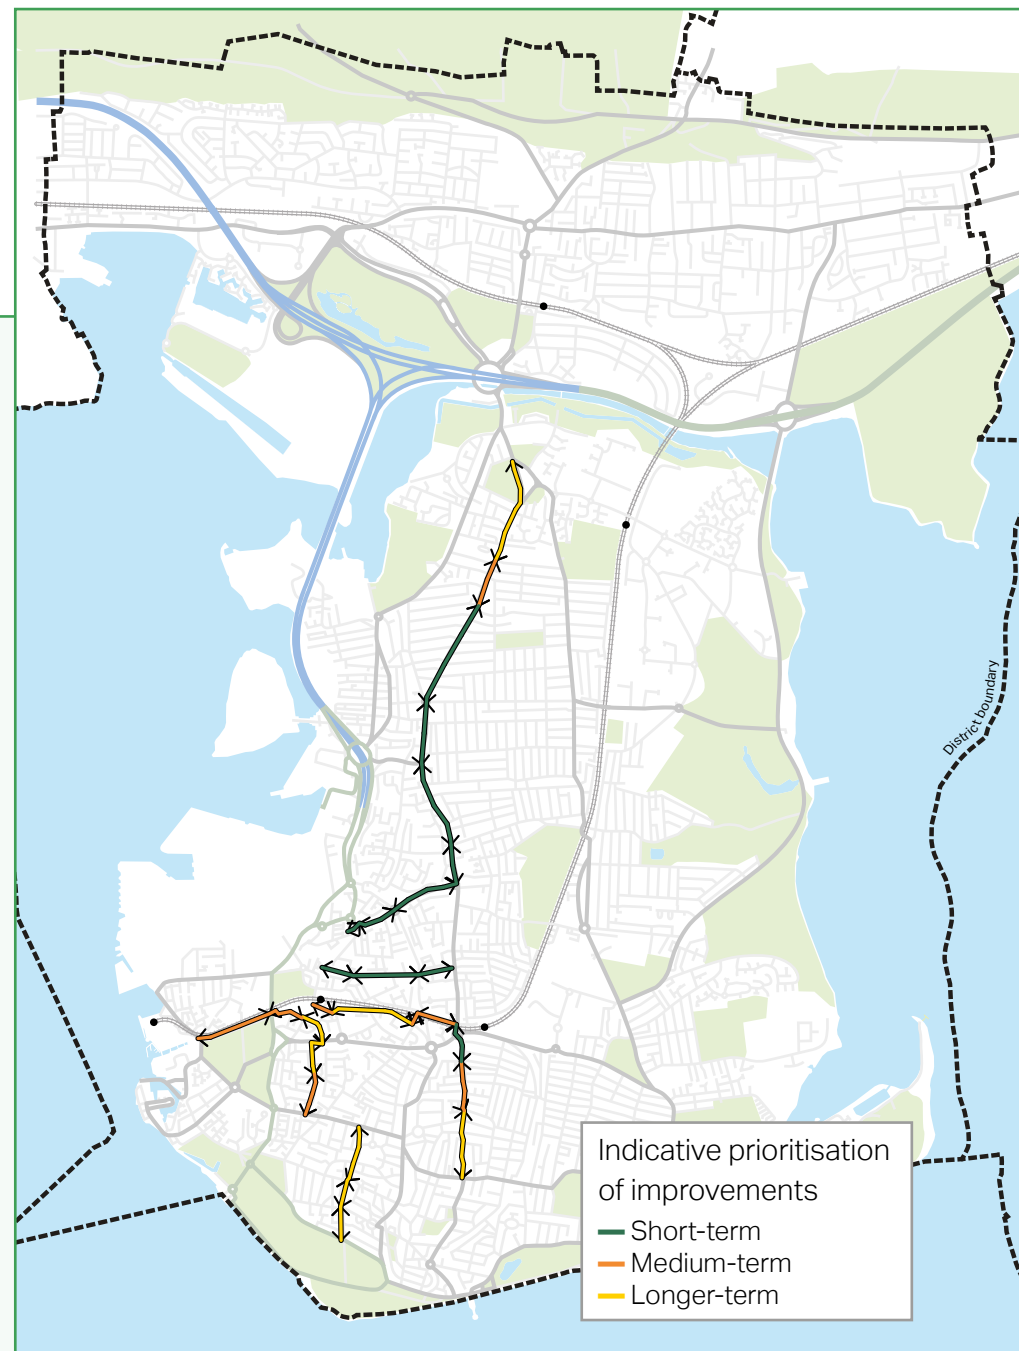 District boundary
Indicative prioritisation
of improvements
Short-term
Medium-term
Longer-term